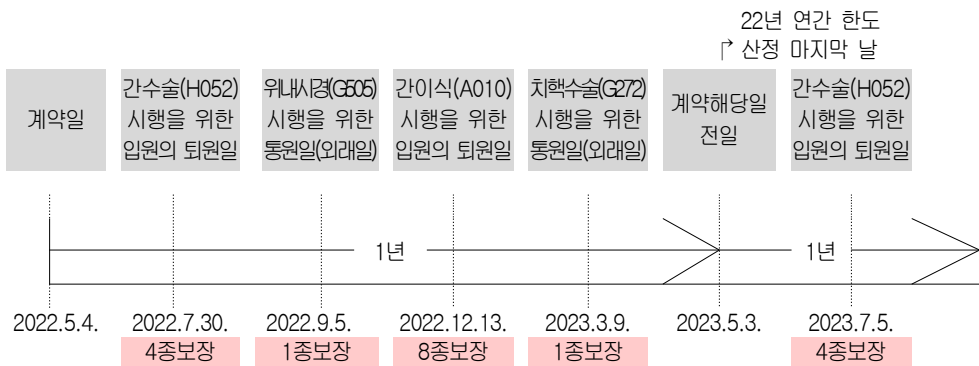 22년 연간 한도
┌► 산정 마지막 날
계약일
간수술(H052)
시행을 위한
입원의 퇴원일
위내시경(G505)
시행을 위한
통원일(외래일)
간이식(A010)
시행을 위한
입원의 퇴원일
치핵수술(G272)
시행을 위한
통원일(외래일)
계약해당일
전일
간수술(H052)
시행을 위한
입원의 퇴원일
1년
1년
2022.5.4.
2022.7.30.
2022.9.5.
2022.12.13.
2023.3.9.
2023.5.3.
2023.7.5.
4종보장
1종보장
8종보장
1종보장
4종보장